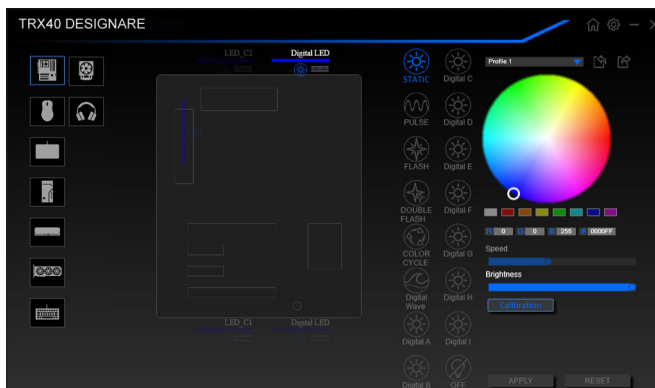 TRX40 DESIGNARE
LED_C2 Digital LED
STATIC Digital C
PULSE Digital D
FLASH Digital E
DOUBLE FLASH Digital F
COLOR CYCLE Digital G
Digital Wave Digital H
Digital A Digital I
Digital B OFF
LED_C1 Digital LED
Profile 1
R 0 G 0 B 256 # 0000FF
Speed
Brightness
Calibration
APPLY RESET